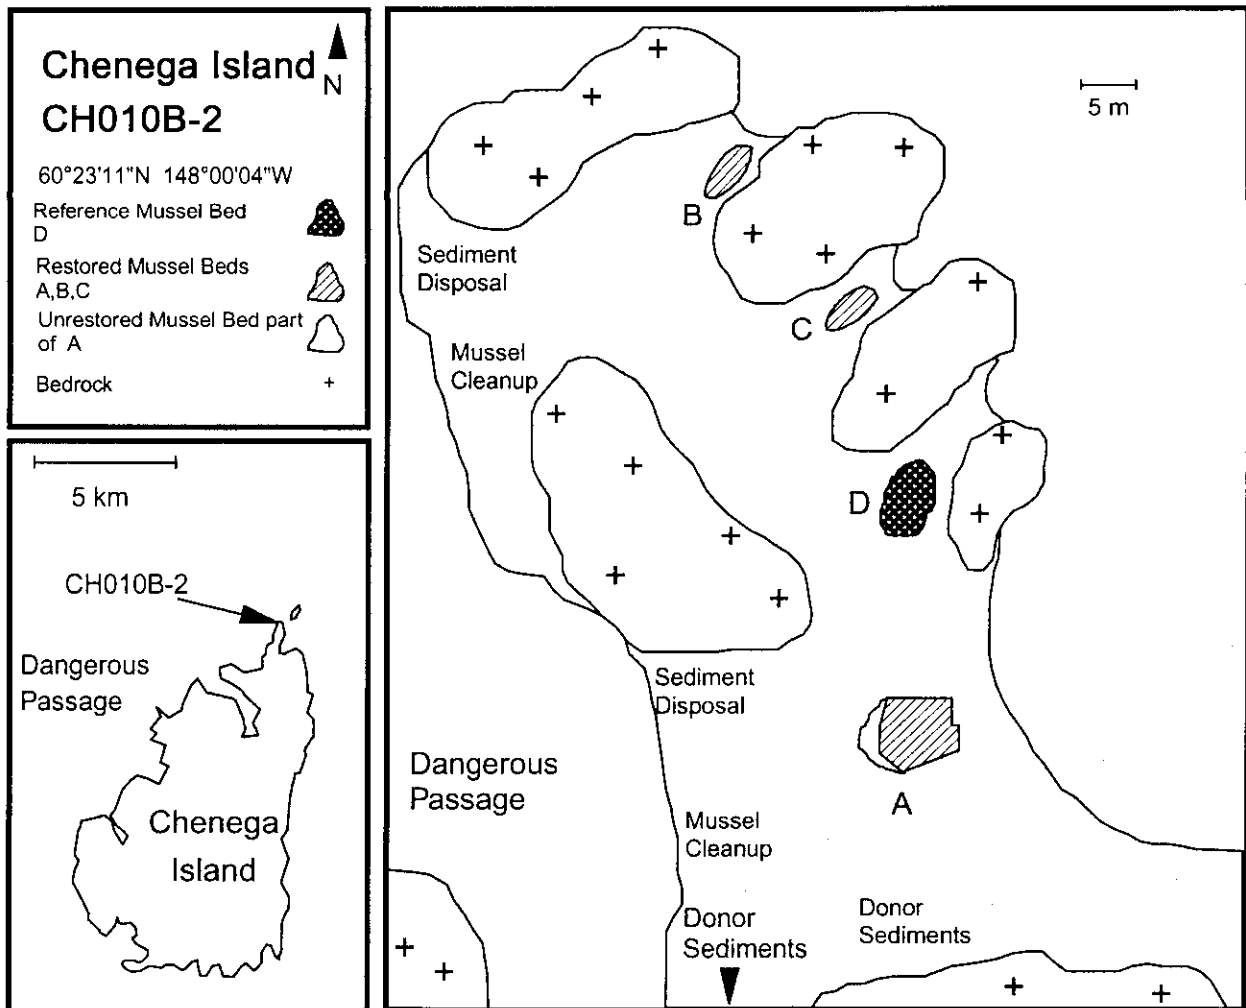 Chenega Island
CH010B-2
N
60°23'11"N 148°00'04"W
Reference Mussel Bed
D
Restored Mussel Beds
A,B,C
Unrestored Mussel Bed part
of A
Bedrock
5 km
CH010B-2
Dangerous
Passage
Chenega
Island
5 m
B
Sediment
Disposal
C
Mussel
Cleanup
D
Sediment
Disposal
Dangerous
Passage
A
Mussel
Cleanup
Donor
Sediments
Donor
Sediments